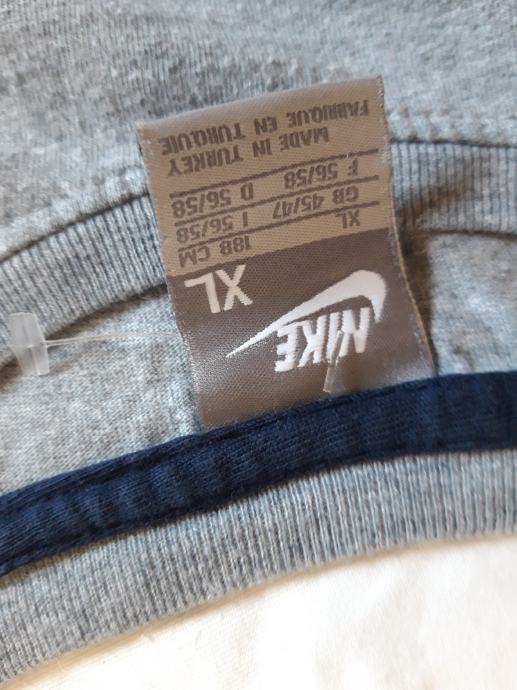 NIKE
XL
XL 188 CM
GB 45/47 I 56/58
F 56/58 D 56/58
MADE IN TURKEY
FABRIQUE EN TURQUIE